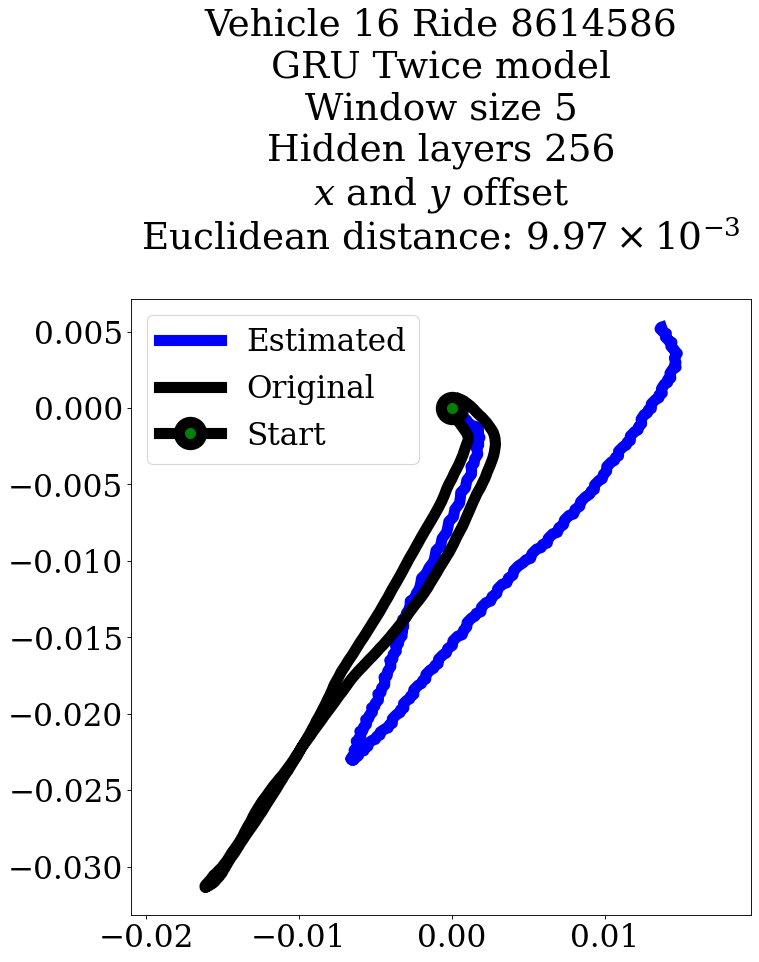 Vehicle 16 Ride 8614586
GRU Twice model
Window size 5
Hidden layers 256
x and y offset
Euclidean distance: 9.97 × 10⁻³
Estimated
Original
Start
0.005
0.000
−0.005
−0.010
−0.015
−0.020
−0.025
−0.030
−0.02 −0.01 0.00 0.01